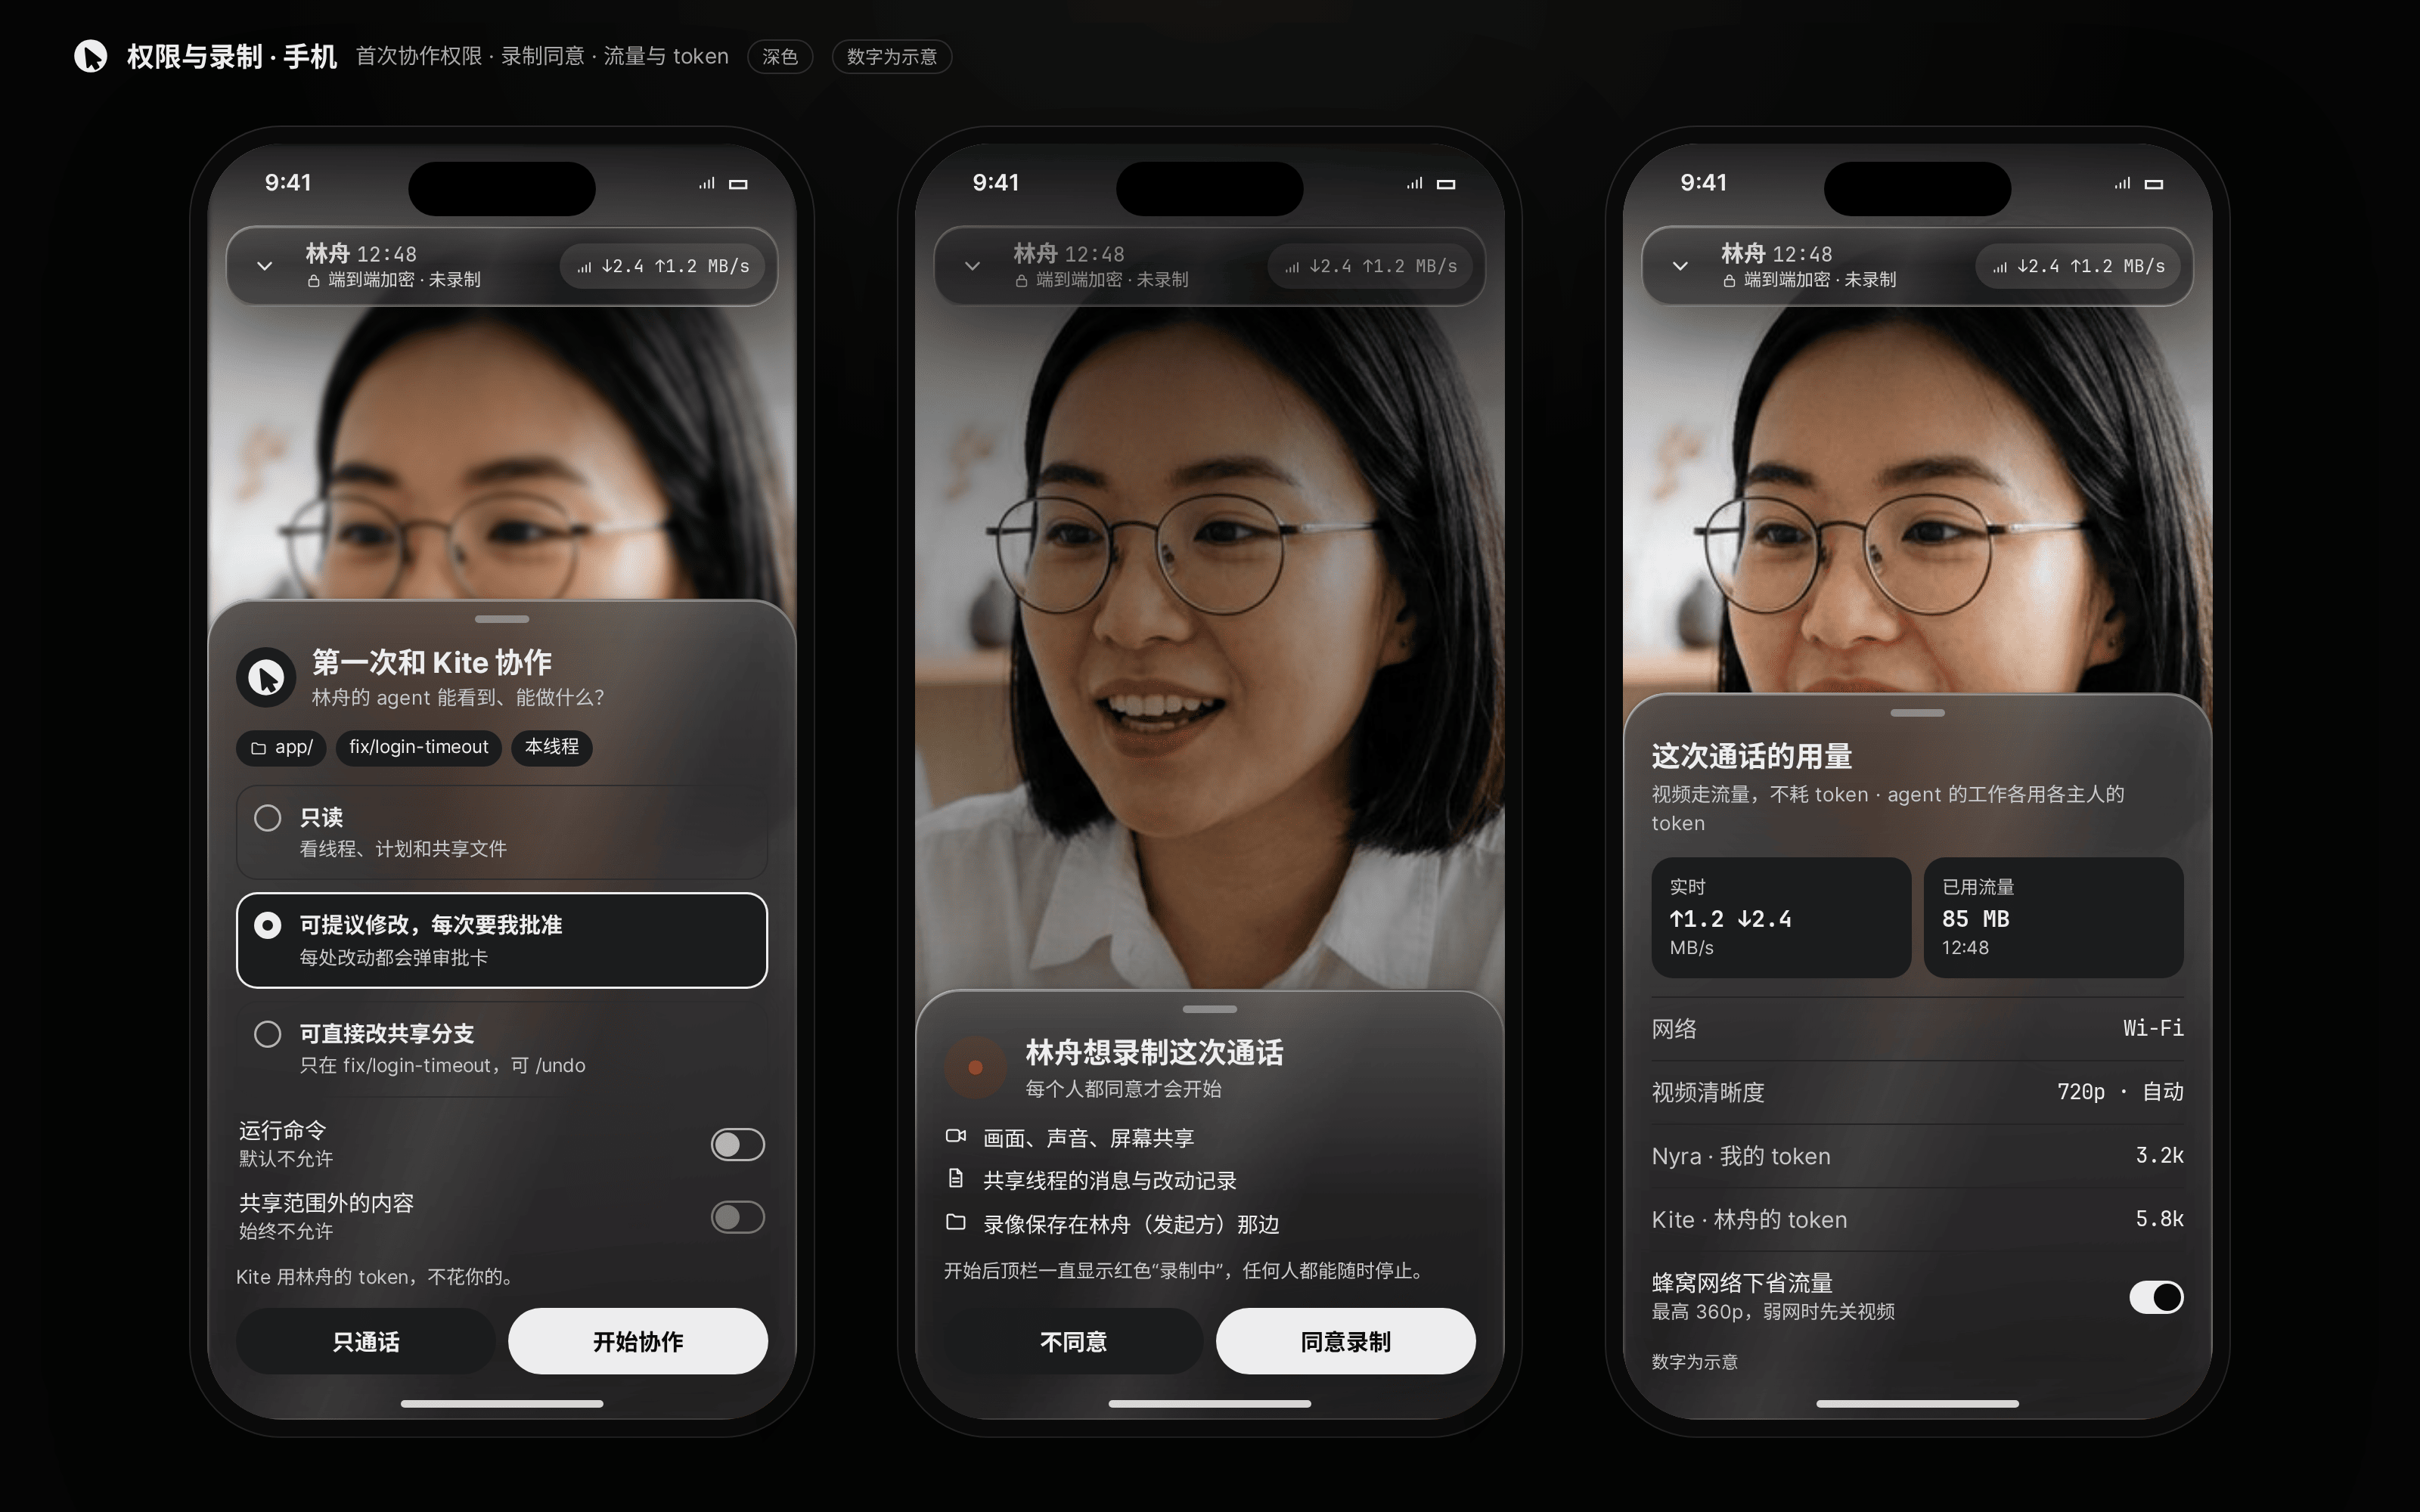 权限与录制 · 手机 首次协作权限 · 录制同意 · 流量与 token 深色 数字为示意
9:41
林舟 12:48
端到端加密 · 未录制
↓2.4 ↑1.2 MB/s
第一次和 Kite 协作
林舟的 agent 能看到、能做什么？
app/ fix/login-timeout 本线程
只读
看线程、计划和共享文件
可提议修改，每次要我批准
每处改动都会弹审批卡
可直接改共享分支
只在 fix/login-timeout，可 /undo
运行命令
默认不允许
共享范围外的内容
始终不允许
Kite 用林舟的 token，不花你的。
只通话 开始协作
9:41
林舟 12:48
端到端加密 · 未录制
↓2.4 ↑1.2 MB/s
林舟想录制这次通话
每个人都同意才会开始
画面、声音、屏幕共享
共享线程的消息与改动记录
录像保存在林舟（发起方）那边
开始后顶栏一直显示红色“录制中”，任何人都能随时停止。
不同意 同意录制
9:41
林舟 12:48
端到端加密 · 未录制
↓2.4 ↑1.2 MB/s
这次通话的用量
视频走流量，不耗 token · agent 的工作各用各主人的
token
实时
↑1.2 ↓2.4
MB/s
已用流量
85 MB
12:48
网络 Wi-Fi
视频清晰度 720p · 自动
Nyra · 我的 token 3.2k
Kite · 林舟的 token 5.8k
蜂窝网络下省流量
最高 360p，弱网时先关视频
数字为示意